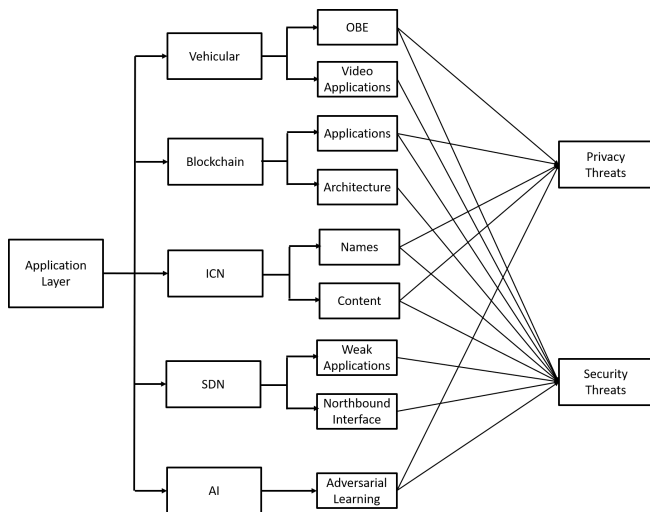 Application
Layer
Vehicular
Blockchain
ICN
SDN
AI
OBE
Video
Applications
Applications
Architecture
Names
Content
Weak
Applications
Northbound
Interface
Adversarial
Learning
Privacy
Threats
Security
Threats